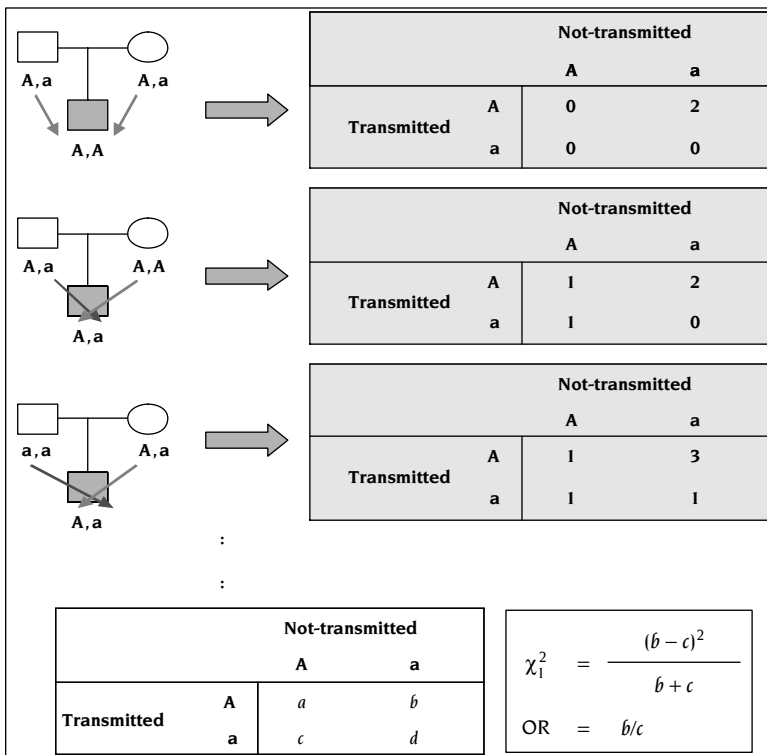 Not-transmitted
A a
A,a A,a
Transmitted A 0 2
a 0 0
A,A
Not-transmitted
A a
A,a A,A
Transmitted A 1 2
a 1 0
A,a
Not-transmitted
A a
a,a A,a
Transmitted A 1 3
a 1 1
A,a
:
:
Not-transmitted
A a
Transmitted A a b
a c d
χ₁² = (b – c)² / b + c
OR = b/c